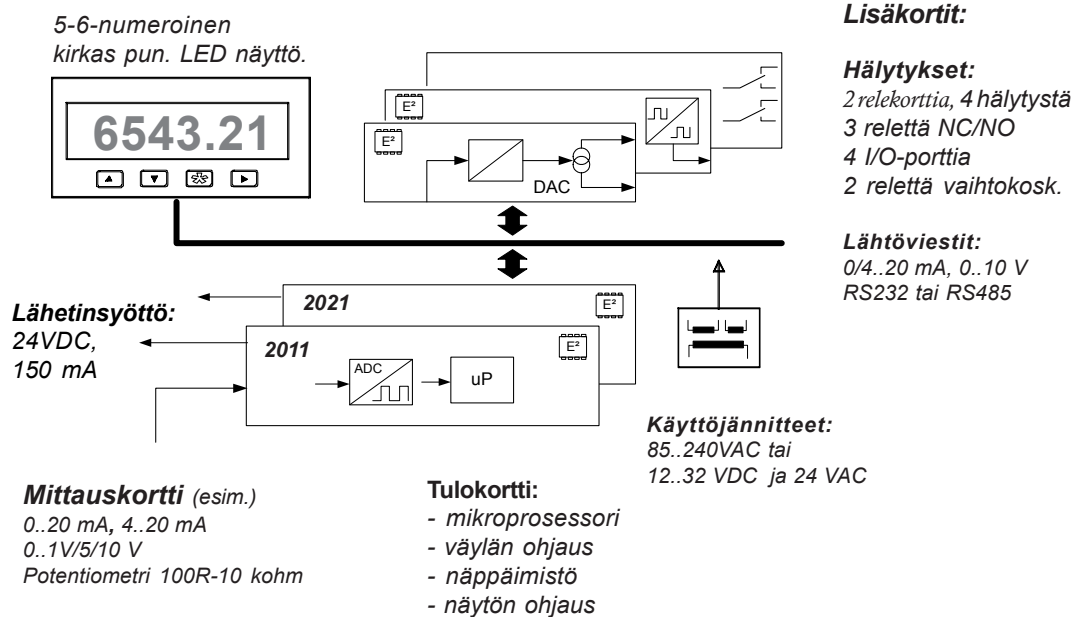 5-6-numeroinen
kirkas pun. LED näyttö.
6543.21
Lisäkortit:
Hälytykset:
2 relekorttia, 4 hälytystä
3 relettä NC/NO
4 I/O-porttia
2 relettä vaihtokosk.
Lähtöviestit:
0/4..20 mA, 0..10 V
RS232 tai RS485
E²
E²
DAC
Lähetinsyöttö:
24VDC,
150 mA
2021
E²
2011
E²
ADC
uP
Käyttöjännitteet:
85..240VAC tai
12..32 VDC ja 24 VAC
Mittauskortti (esim.)
0..20 mA, 4..20 mA
0..1V/5/10 V
Potentiometri 100R-10 kohm
Tulokortti:
- mikroprosessori
- väylän ohjaus
- näppäimistö
- näytön ohjaus